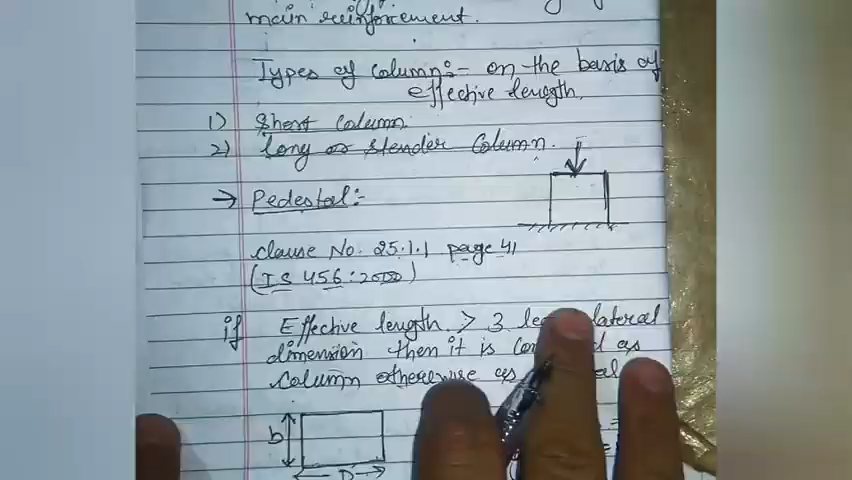 main reinforcement.
Types of column:- on the basis of
effective length.
1) Short column.
2) long or slender Column.
→ Pedestal:-
clause No. 25.1.1 page 41
(IS 456:2000)
if Effective length > 3 lateral
dimension then it is as
Column otherwise as
b
D